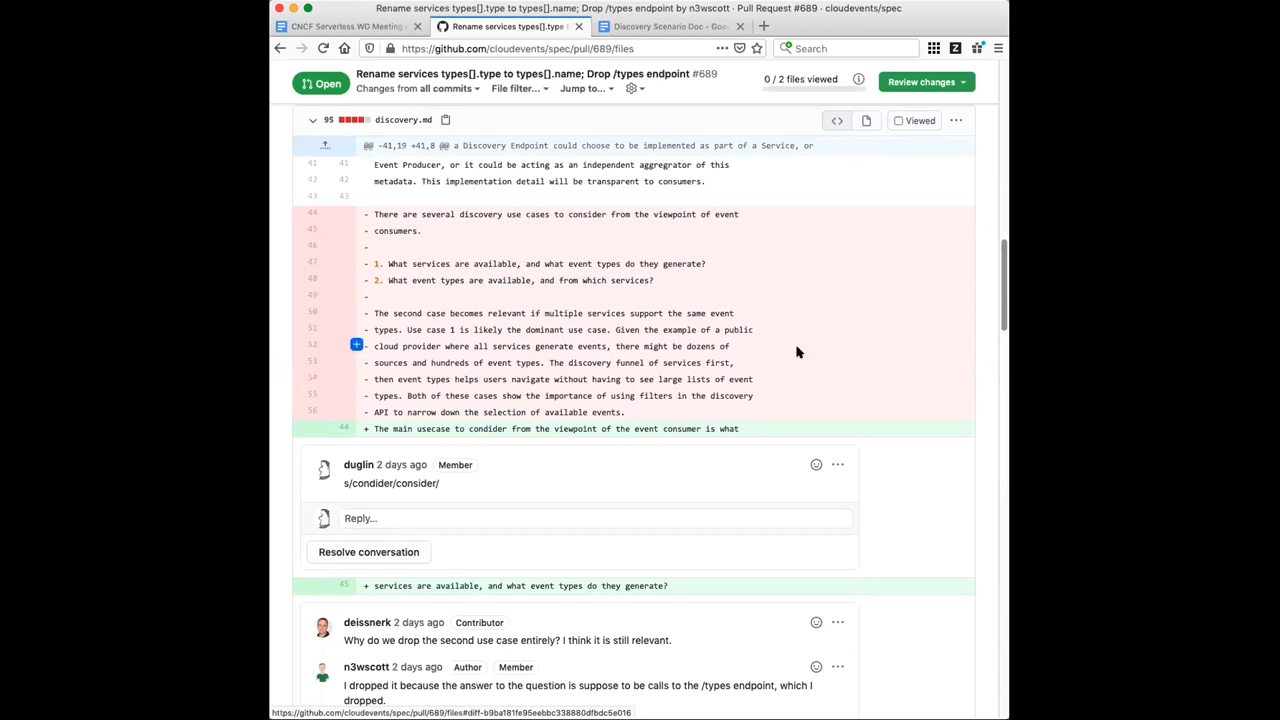 Rename services types[].type to types[].name; Drop /types endpoint by n3wscott · Pull Request #689 · cloudevents/spec
CNCF Serverless WG Meeting
Rename services types[].type
Discovery Scenario Doc - Goo
https://github.com/cloudevents/spec/pull/689/files
Search
Open
Rename services types[].type to types[].name; Drop /types endpoint #689
Changes from all commits
File filter...
Jump to...
0 / 2 files viewed
Review changes
95 discovery.md
Viewed
@@ -41,19 +41,8 @@ a Discovery Endpoint could choose to be implemented as part of a Service, or
41 41 Event Producer, or it could be acting as an independent aggregrator of this
42 42 metadata. This implementation detail will be transparent to consumers.
43 43
44 - There are several discovery use cases to consider from the viewpoint of event
45 - consumers.
46 -
47 - 1. What services are available, and what event types do they generate?
48 - 2. What event types are available, and from which services?
49 -
50 - The second case becomes relevant if multiple services support the same event
51 - types. Use case 1 is likely the dominant use case. Given the example of a public
52 - cloud provider where all services generate events, there might be dozens of
53 - sources and hundreds of event types. The discovery funnel of services first,
54 - then event types helps users navigate without having to see large lists of event
55 - types. Both of these cases show the importance of using filters in the discovery
56 - API to narrow down the selection of available events.
44 + The main usecase to condider from the viewpoint of the event consumer is what
duglin 2 days ago Member
s/condider/consider/
Reply...
Resolve conversation
45 + services are available, and what event types do they generate?
deissnerk 2 days ago Contributor
Why do we drop the second use case entirely? I think it is still relevant.
n3wscott 2 days ago Author Member
I dropped it because the answer to the question is suppose to be calls to the /types endpoint, which I
dropped.
https://github.com/cloudevents/spec/pull/689/files#diff-b9ba181fe95eebbc338880dfbdc5e016